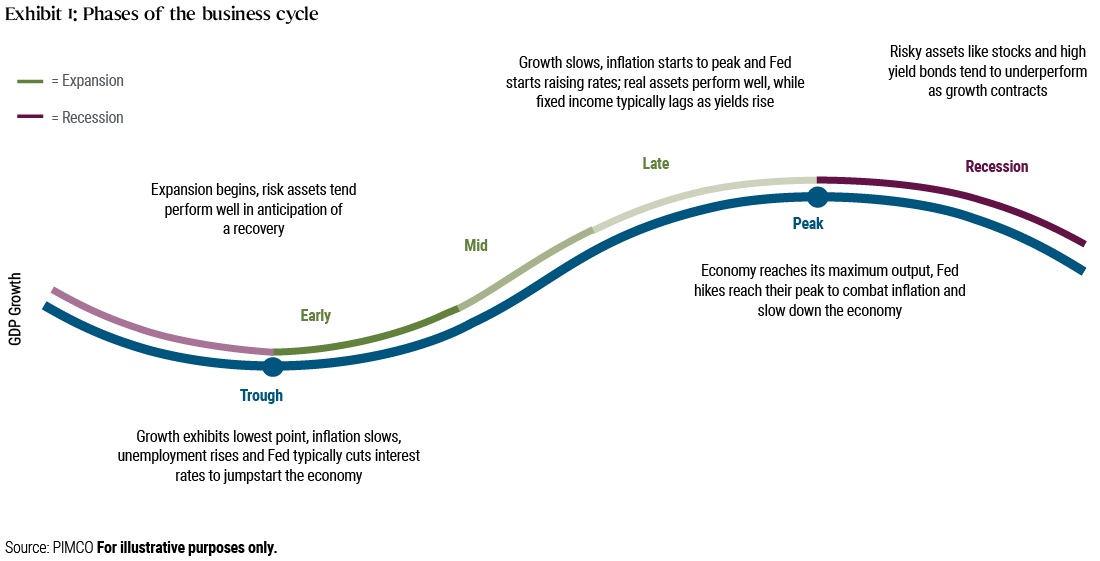 Exhibit 1: Phases of the business cycle
= Expansion
= Recession
Growth slows, inflation starts to peak and Fed
starts raising rates; real assets perform well, while
fixed income typically lags as yields rise
Risky assets like stocks and high
yield bonds tend to underperform
as growth contracts
Late
Recession
Expansion begins, risk assets tend
perform well in anticipation of
a recovery
Mid
Peak
Economy reaches its maximum output, Fed
hikes reach their peak to combat inflation and
slow down the economy
GDP Growth
Early
Trough
Growth exhibits lowest point, inflation slows,
unemployment rises and Fed typically cuts interest
rates to jumpstart the economy
Source: PIMCO For illustrative purposes only.